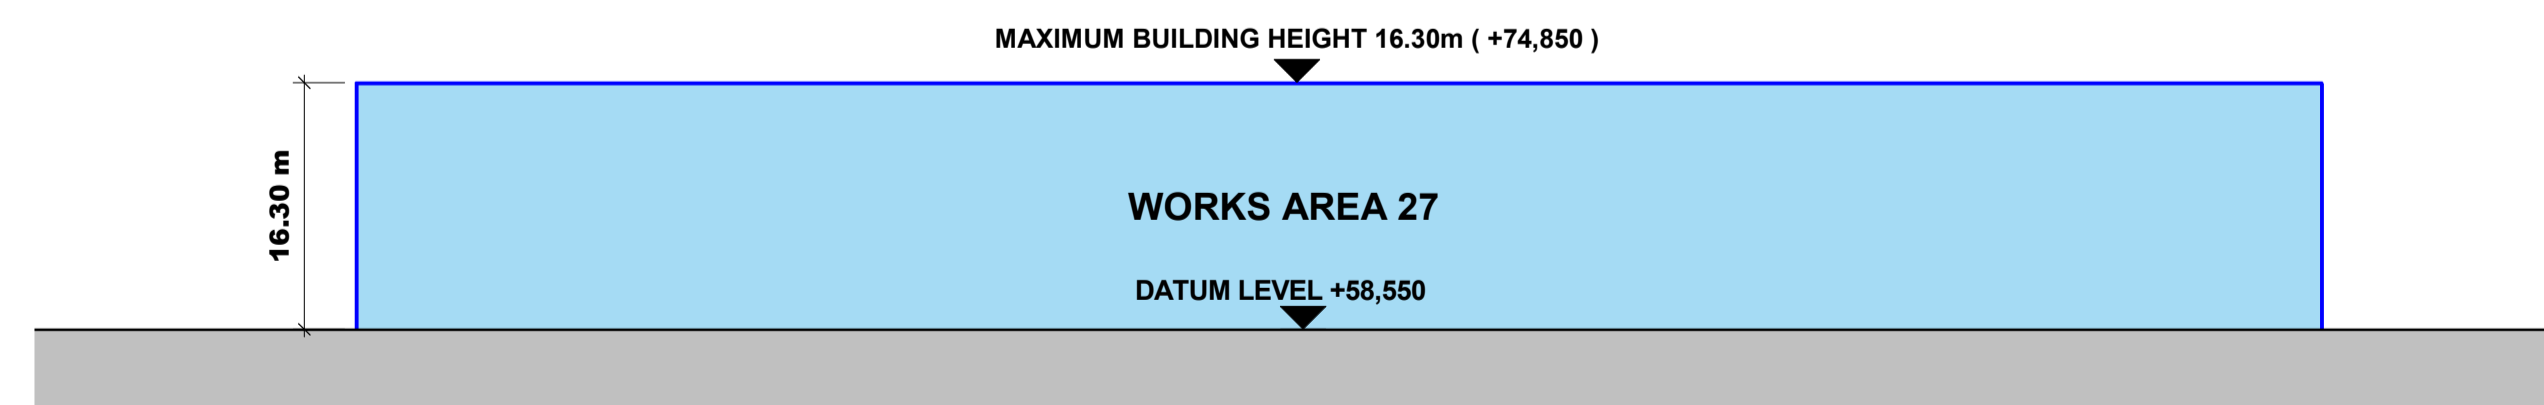 MAXIMUM BUILDING HEIGHT 16.30m ( +74,850 )
16.30 m
WORKS AREA 27
DATUM LEVEL +58,550